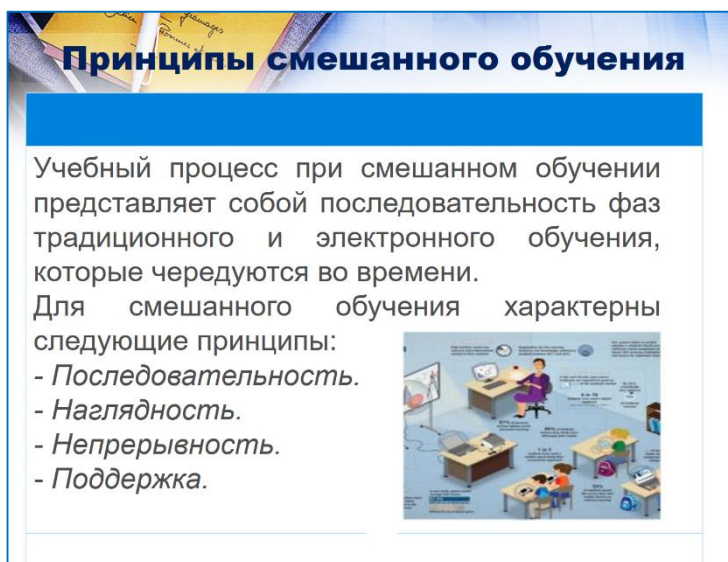 Принципы смешанного обучения
Учебный процесс при смешанном обучении
представляет собой последовательность фаз
традиционного и электронного обучения,
которые чередуются во времени.
Для смешанного обучения характерны
следующие принципы:
- Последовательность.
- Наглядность.
- Непрерывность.
- Поддержка.